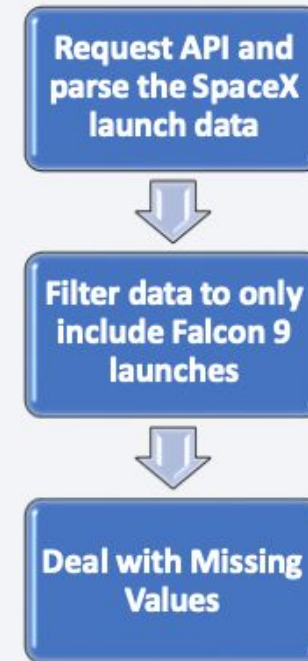 Request API and
parse the SpaceX
launch data
Filter data to only
include Falcon 9
launches
Deal with Missing
Values